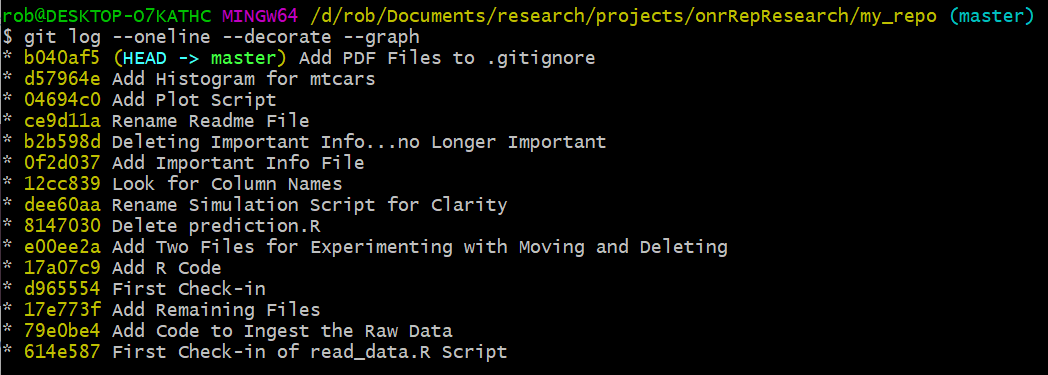 rob@DESKTOP-O7KATHC MINGW64 /d/rob/Documents/research/projects/onrRepResearch/my_repo (master)
$ git log --oneline --decorate --graph
* b040af5 (HEAD -> master) Add PDF Files to .gitignore
* d57964e Add Histogram for mtcars
* 04694c0 Add Plot Script
* ce9d11a Rename Readme File
* b2b598d Deleting Important Info...no Longer Important
* 0f2d037 Add Important Info File
* 12cc839 Look for Column Names
* dee60aa Rename Simulation Script for Clarity
* 8147030 Delete prediction.R
* e00ee2a Add Two Files for Experimenting with Moving and Deleting
* 17a07c9 Add R Code
* d965554 First Check-in
* 17e773f Add Remaining Files
* 79e0be4 Add Code to Ingest the Raw Data
* 614e587 First Check-in of read_data.R Script